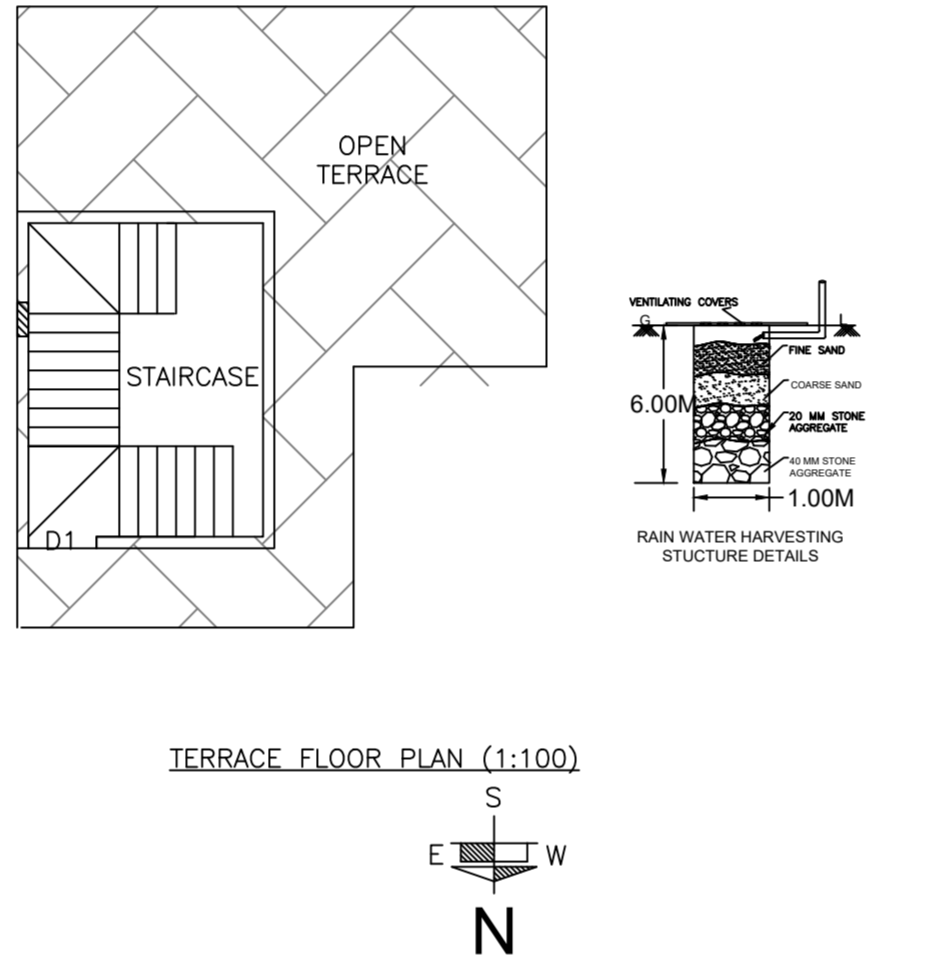 OPEN
TERRACE
STAIRCASE
D1
VENTILATING COVERS
G
L
FINE SAND
COARSE SAND
6.00M
20 MM STONE
AGGREGATE
40 MM STONE
AGGREGATE
1.00M
RAIN WATER HARVESTING
STUCTURE DETAILS
TERRACE FLOOR PLAN (1:100)
S
E W
N